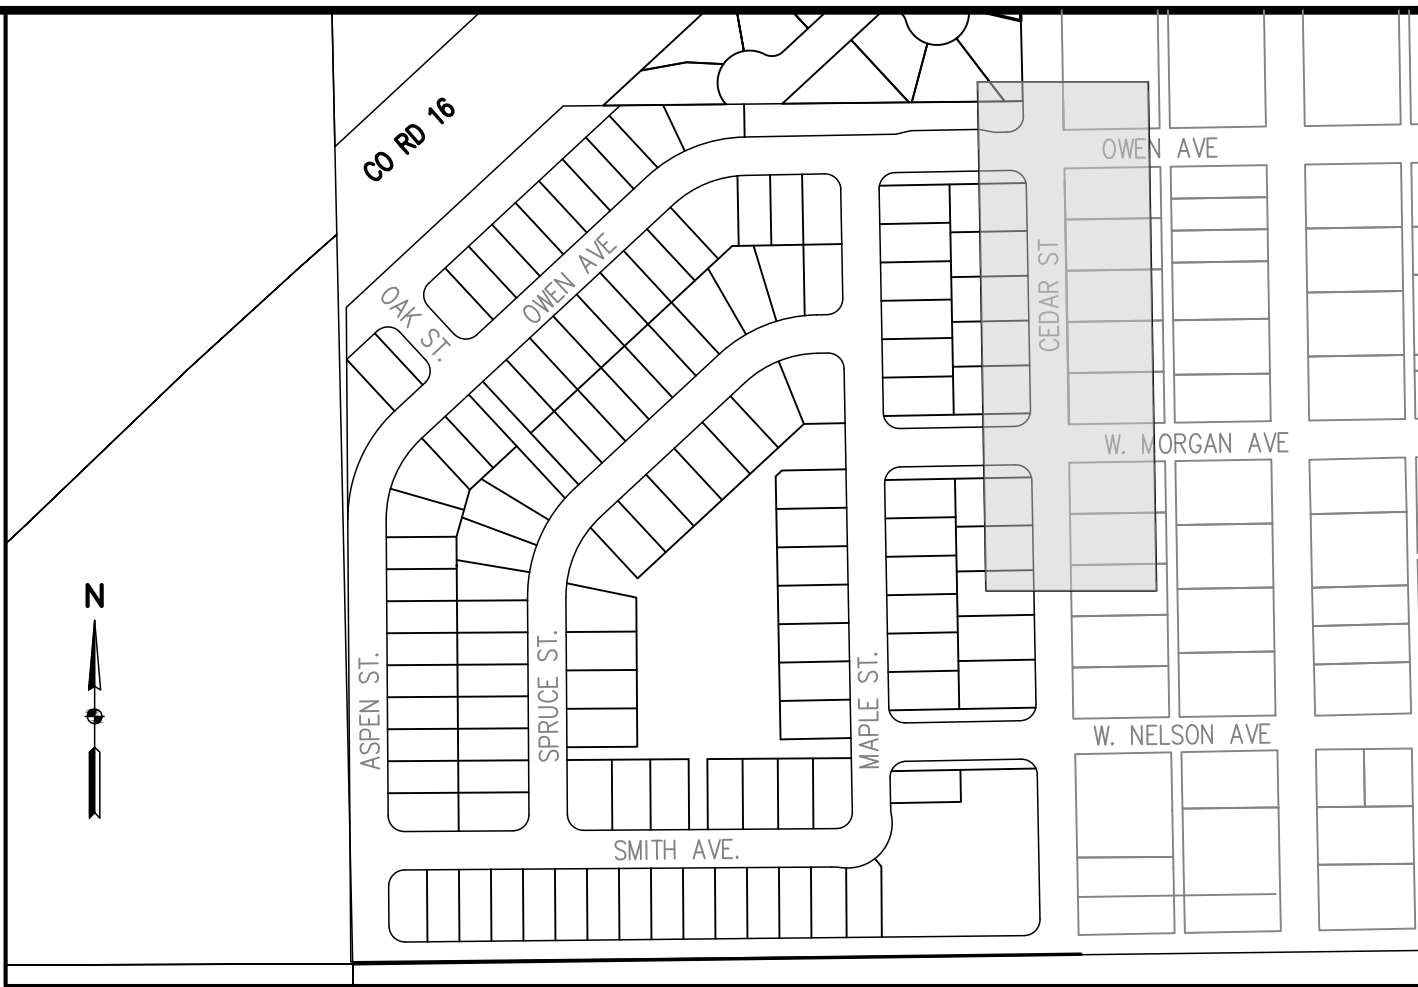 CO RD 16
OWEN AVE
OWEN AVE
CEDAR ST
OAK ST.
W. MORGAN AVE
N
ASPEN ST.
SPRUCE ST.
MAPLE ST.
W. NELSON AVE
SMITH AVE.